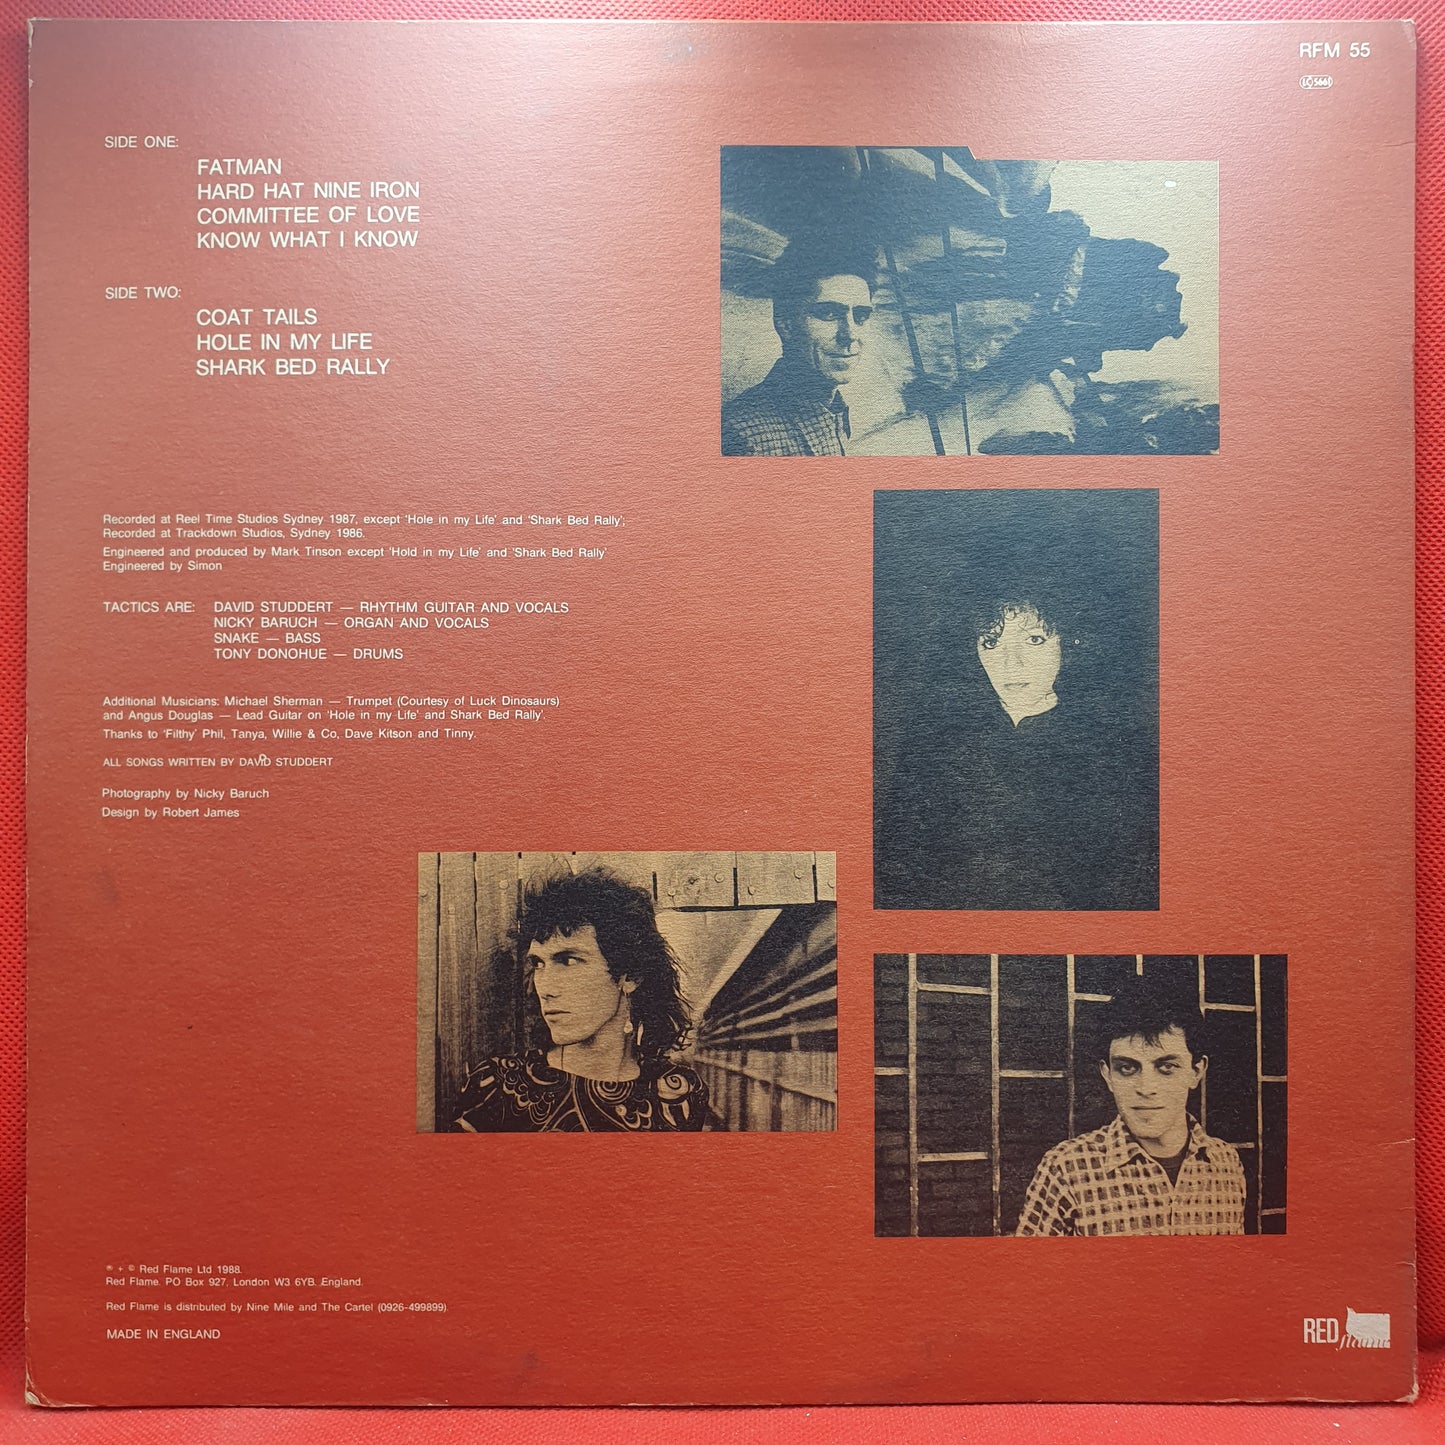 RFM 55
LC 5661
SIDE ONE:
FATMAN
HARD HAT NINE IRON
COMMITTEE OF LOVE
KNOW WHAT I KNOW
SIDE TWO:
COAT TAILS
HOLE IN MY LIFE
SHARK BED RALLY
Recorded at Reel Time Studios Sydney 1987, except 'Hole in my Life' and 'Shark Bed Rally';
Recorded at Trackdown Studios, Sydney 1986.
Engineered and produced by Mark Tinson except 'Hold in my Life' and 'Shark Bed Rally'
Engineered by Simon
TACTICS ARE: DAVID STUDDERT — RHYTHM GUITAR AND VOCALS
NICKY BARUCH — ORGAN AND VOCALS
SNAKE — BASS
TONY DONOHUE — DRUMS
Additional Musicians: Michael Sherman — Trumpet (Courtesy of Luck Dinosaurs)
and Angus Douglas — Lead Guitar on 'Hole in my Life' and Shark Bed Rally'.
Thanks to 'Filthy' Phil, Tanya, Willie & Co, Dave Kitson and Tinny.
ALL SONGS WRITTEN BY DAVID STUDDERT
Photography by Nicky Baruch
Design by Robert James
℗ + © Red Flame Ltd 1988.
Red Flame. PO Box 927, London W3 6YB. England.
Red Flame is distributed by Nine Mile and The Cartel (0926-499899).
MADE IN ENGLAND
RED flame